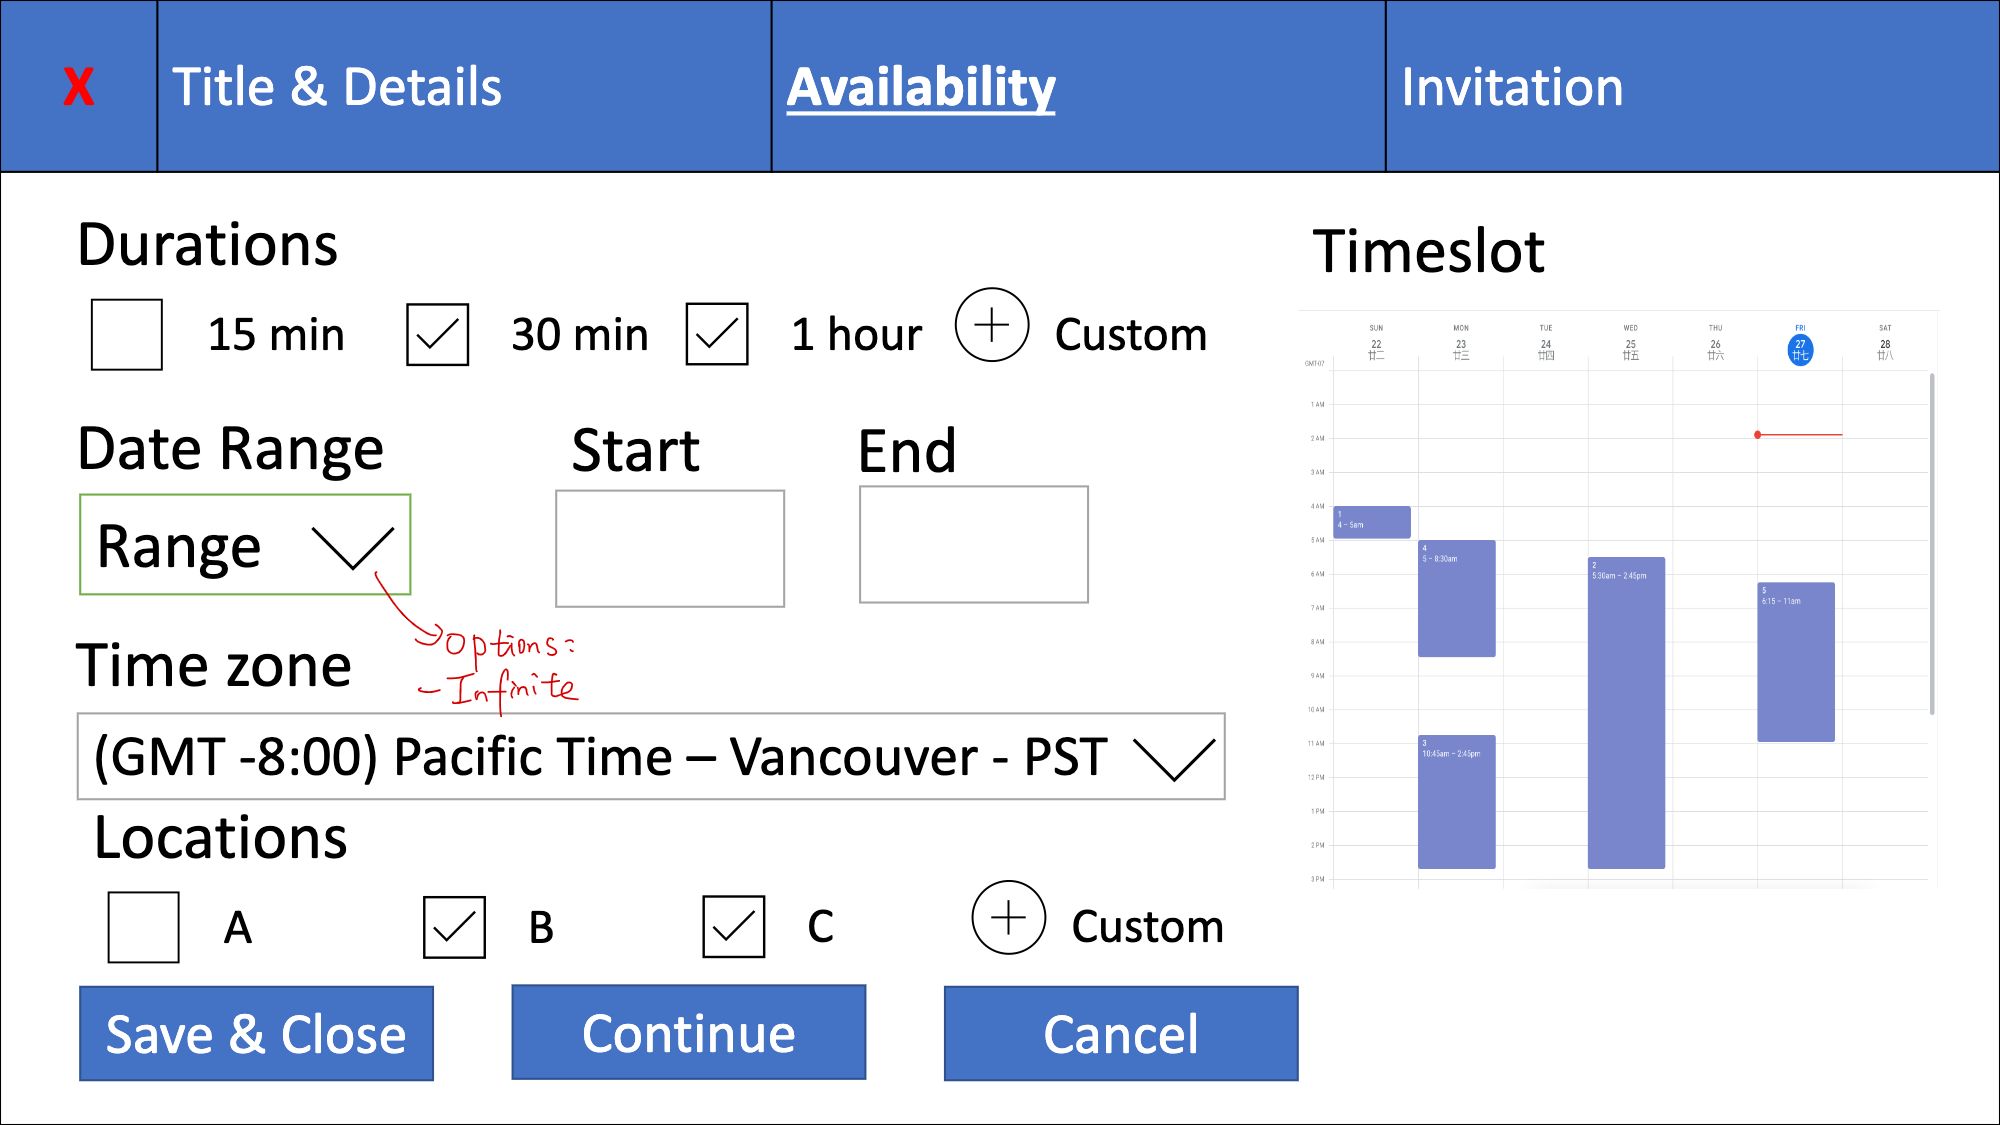 X Title & Details Availability Invitation
Durations
15 min 30 min 1 hour Custom
Date Range Start End
Range
Options:
- Infinite
Time zone
(GMT -8:00) Pacific Time – Vancouver - PST
Locations
A B C Custom
Save & Close Continue Cancel
Timeslot
SUN MON TUE WED THU FRI SAT
22 23 24 25 26 27 28
廿二 廿三 廿四 廿五 廿六 廿七 廿八
GMT-07
1 AM
2 AM
3 AM
4 AM
1
4 – 5am
5 AM
4
5 – 8:30am
2
5:30am – 2:45pm
6 AM
5
6:15 – 11am
7 AM
8 AM
9 AM
10 AM
3
10:45am – 2:45pm
11 AM
12 PM
1 PM
2 PM
3 PM